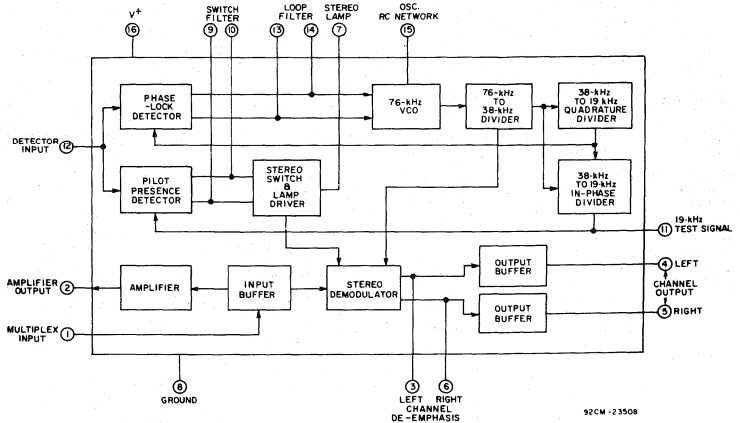 V+
16
SWITCH
FILTER
9
10
LOOP
FILTER
13
14
STEREO
LAMP
7
OSC.
RC NETWORK
15
PHASE
-LOCK
DETECTOR
76-kHz
VCO
76-kHz
TO
38-kHz
DIVIDER
38-kHz
TO 19 kHz
QUADRATURE
DIVIDER
DETECTOR
INPUT
12
PILOT
PRESENCE
DETECTOR
STEREO
SWITCH
&
LAMP
DRIVER
38-kHz
TO 19-kHz
IN-PHASE
DIVIDER
11
19-kHz
TEST SIGNAL
AMPLIFIER
OUTPUT
2
AMPLIFIER
INPUT
BUFFER
STEREO
DEMODULATOR
OUTPUT
BUFFER
4
LEFT
CHANNEL
OUTPUT
OUTPUT
BUFFER
5
RIGHT
MULTIPLEX
INPUT
1
8
GROUND
3
6
LEFT
RIGHT
CHANNEL
DE-EMPHASIS
92CM-23508